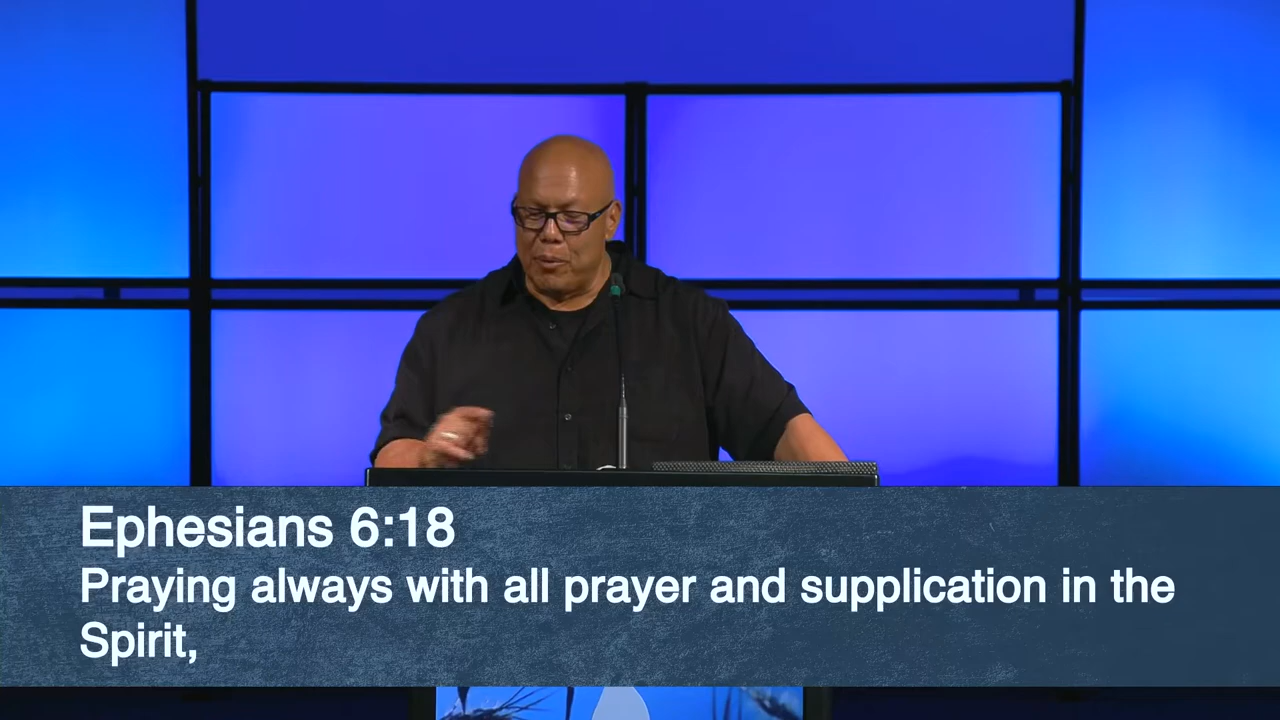 Ephesians 6:18
Praying always with all prayer and supplication in the
Spirit,